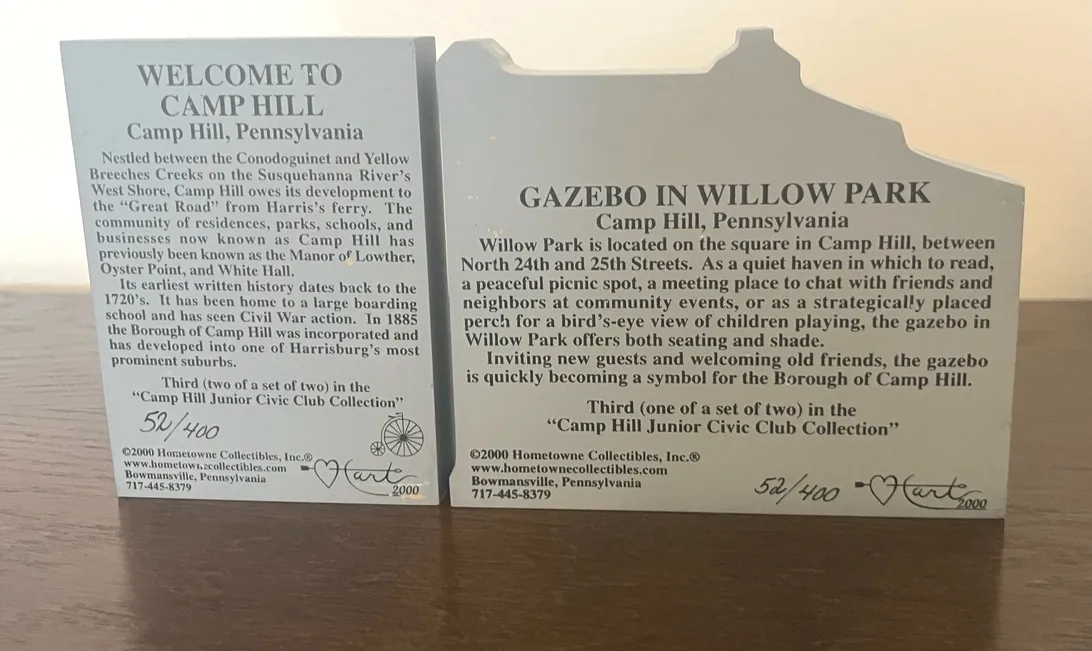 WELCOME TO
CAMP HILL
Camp Hill, Pennsylvania
Nestled between the Conodoguinet and Yellow
Breeches Creeks on the Susquehanna River's
West Shore, Camp Hill owes its development to
the "Great Road" from Harris's ferry. The
community of residences, parks, schools, and
businesses now known as Camp Hill has
previously been known as the Manor of Lowther,
Oyster Point, and White Hall.
Its earliest written history dates back to the
1720's. It has been home to a large boarding
school and has seen Civil War action. In 1885
the Borough of Camp Hill was incorporated and
has developed into one of Harrisburg's most
prominent suburbs.
Third (two of a set of two) in the
"Camp Hill Junior Civic Club Collection"
52/400
©2000 Hometowne Collectibles, Inc.®
www.hometownecollectibles.com
Bowmansville, Pennsylvania
717-445-8379
Hart
2000
GAZEBO IN WILLOW PARK
Camp Hill, Pennsylvania
Willow Park is located on the square in Camp Hill, between
North 24th and 25th Streets. As a quiet haven in which to read,
a peaceful picnic spot, a meeting place to chat with friends and
neighbors at community events, or as a strategically placed
perch for a bird's-eye view of children playing, the gazebo in
Willow Park offers both seating and shade.
Inviting new guests and welcoming old friends, the gazebo
is quickly becoming a symbol for the Borough of Camp Hill.
Third (one of a set of two) in the
"Camp Hill Junior Civic Club Collection"
©2000 Hometowne Collectibles, Inc.®
www.hometownecollectibles.com
Bowmansville, Pennsylvania
717-445-8379
52/400
Hart
2000